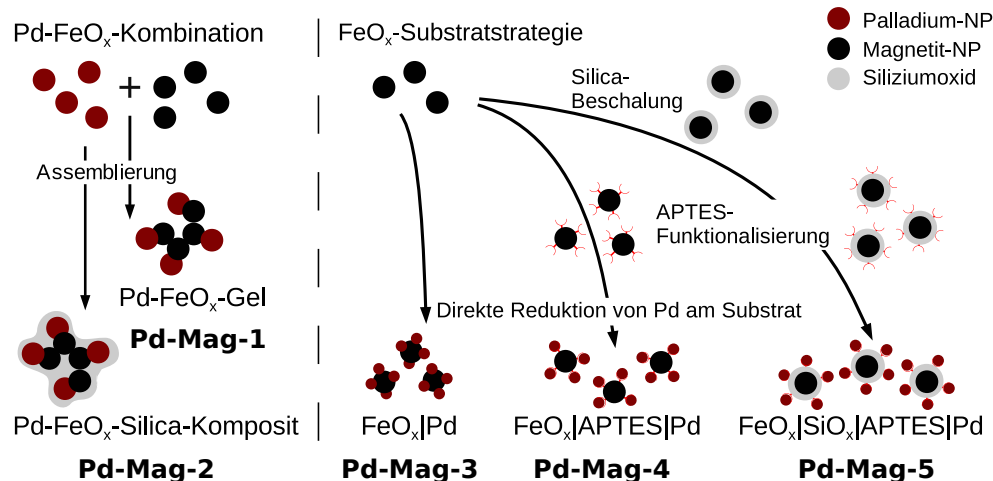 Pd-FeOₓ-Kombination
+
Assemblierung
Pd-FeOₓ-Gel
Pd-Mag-1
Pd-FeOₓ-Silica-Komposit
Pd-Mag-2
FeOₓ-Substratstrategie
Silica-
Beschalung
Palladium-NP
Magnetit-NP
Siliziumoxid
APTES-
Funktionalisierung
Direkte Reduktion von Pd am Substrat
FeOₓ|Pd
Pd-Mag-3
FeOₓ|APTES|Pd
Pd-Mag-4
FeOₓ|SiOₓ|APTES|Pd
Pd-Mag-5